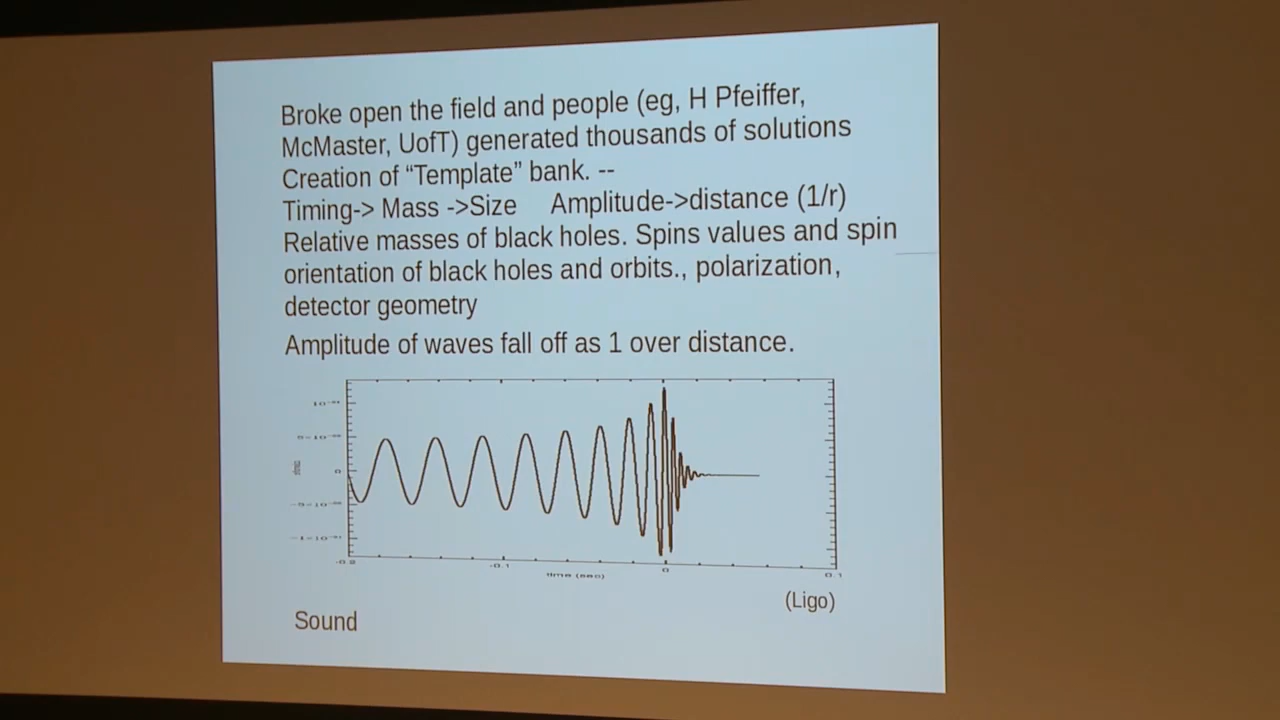 Broke open the field and people (eg, H Pfeiffer,
McMaster, UofT) generated thousands of solutions
Creation of “Template” bank. --
Timing-> Mass ->Size Amplitude->distance (1/r)
Relative masses of black holes. Spins values and spin
orientation of black holes and orbits., polarization,
detector geometry
Amplitude of waves fall off as 1 over distance.
0
-0.1
0
0.1
time (sec)
(Ligo)
Sound